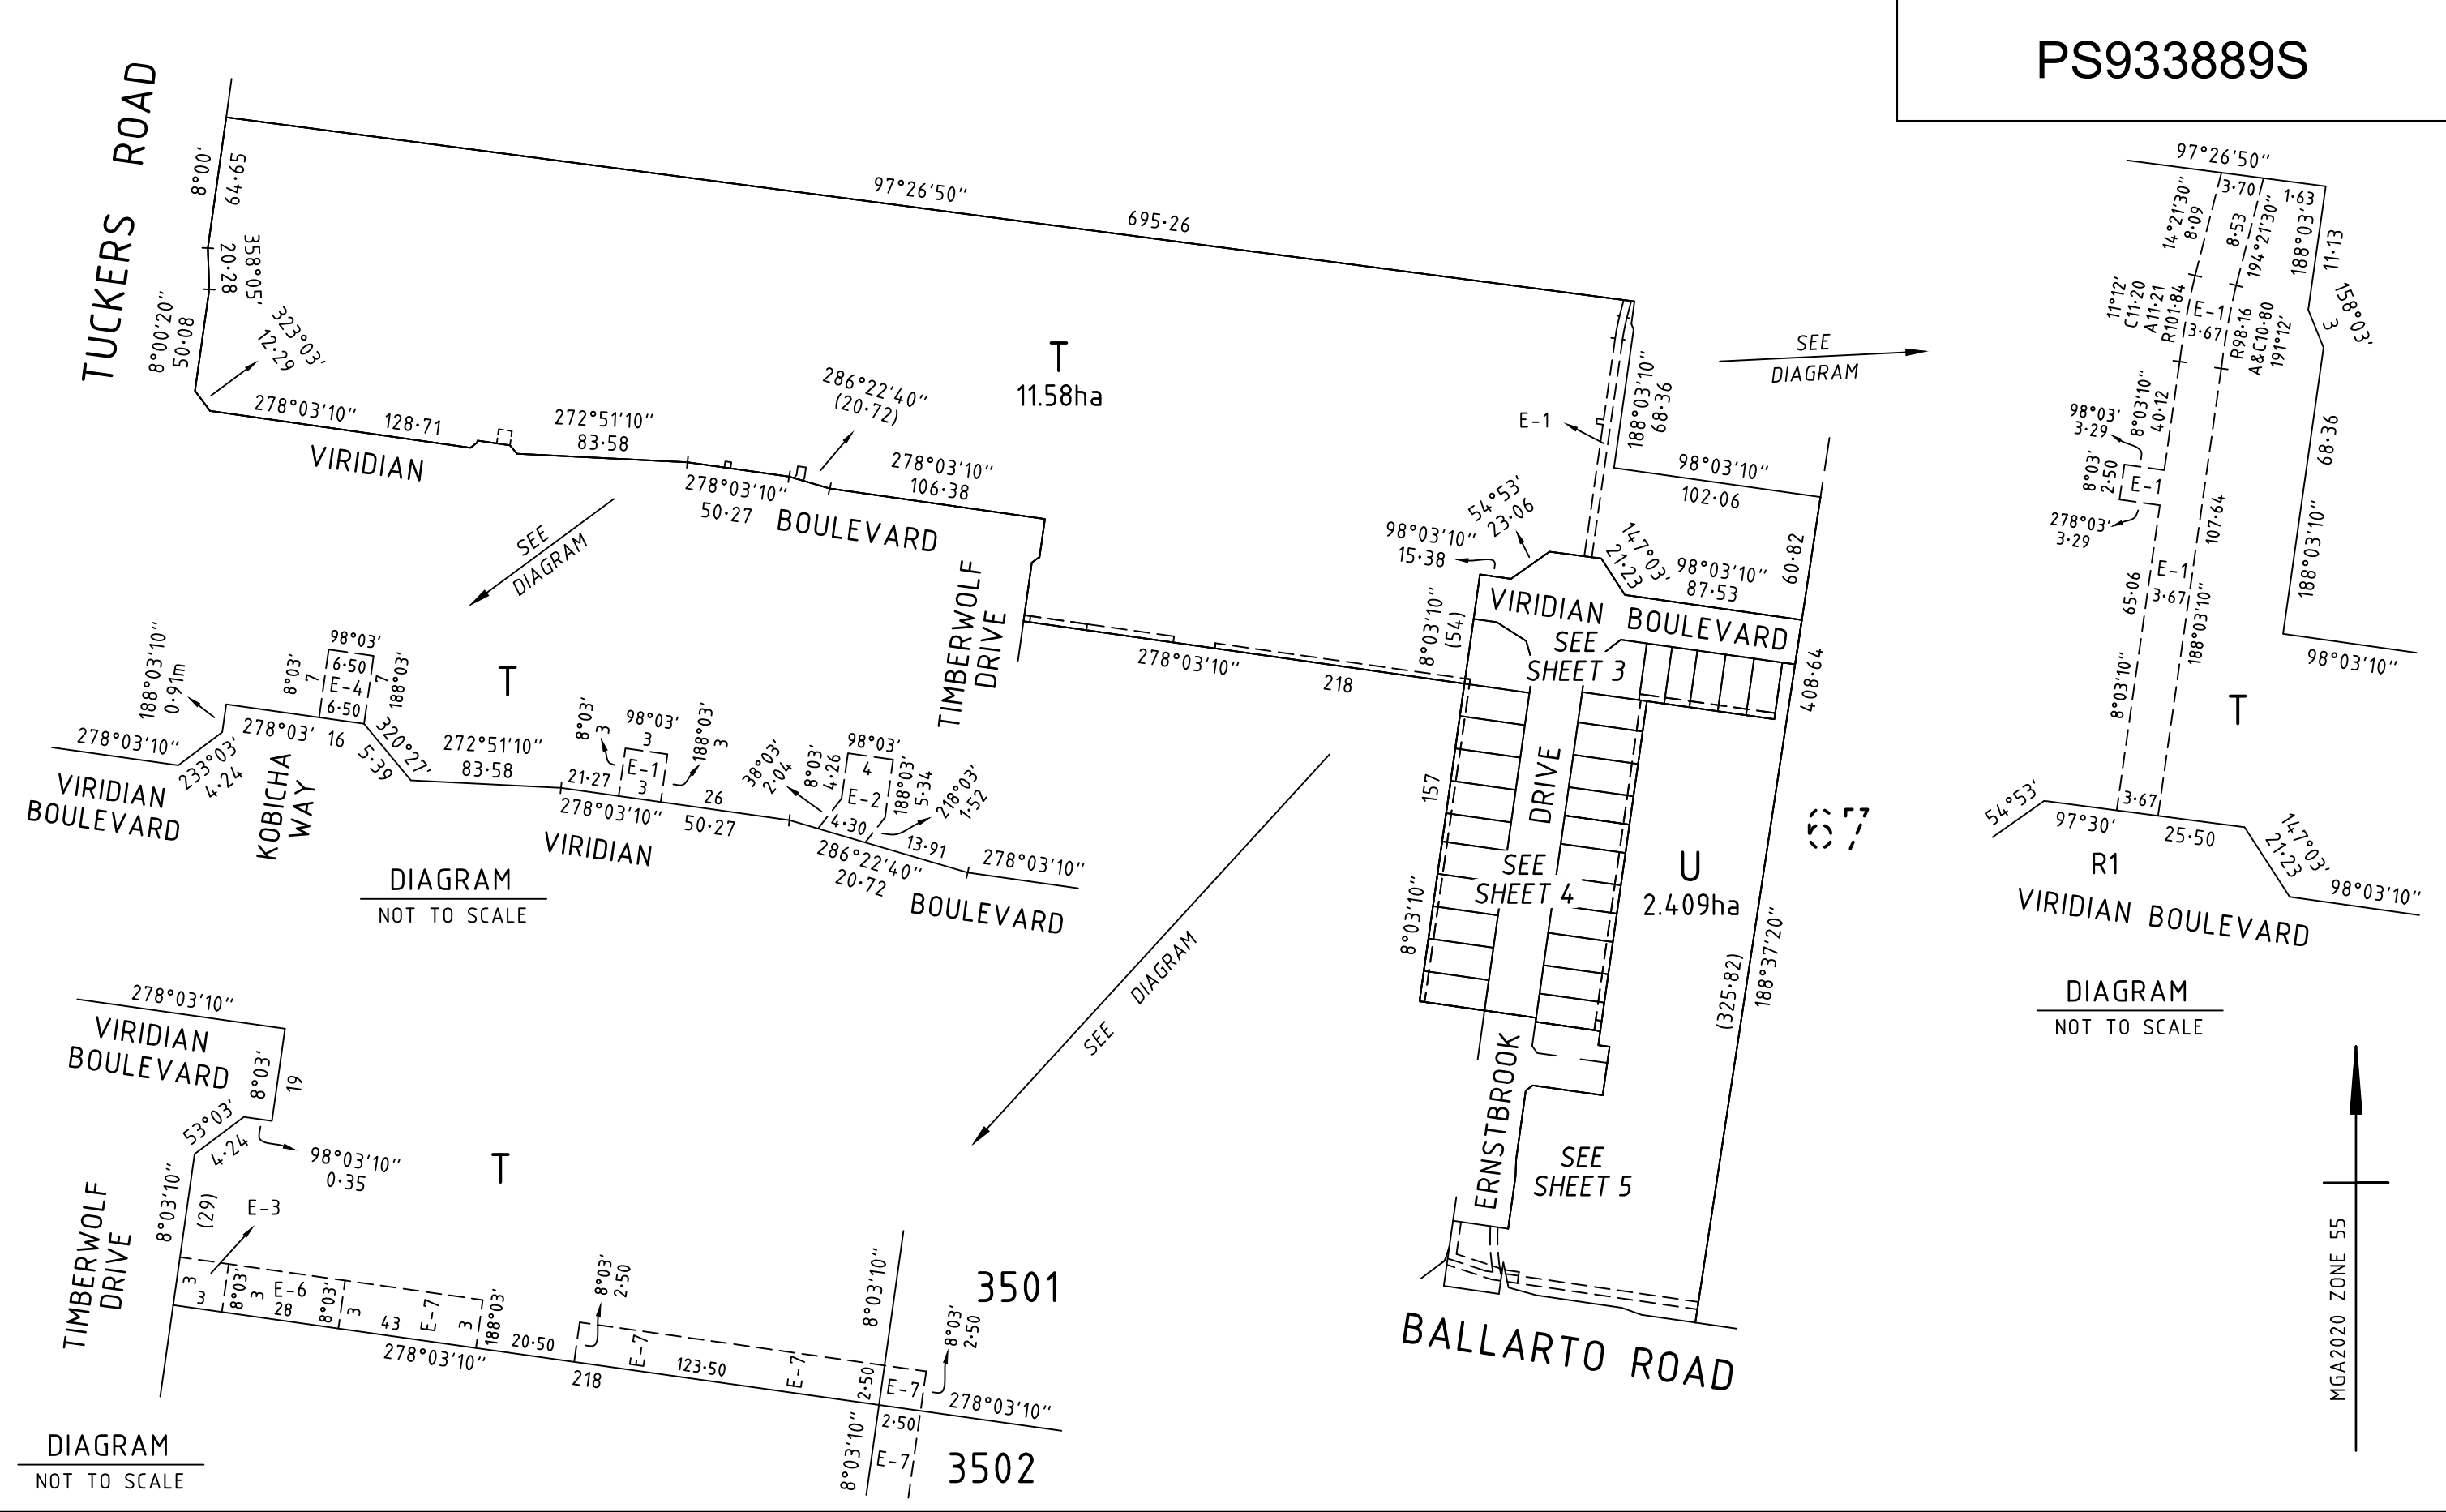 PS933889S
TUCKERS ROAD
8°00'
64·65
20·28
358°05'
8°00'20"
50·08
323°03'
12·29
97°26'50"
695·26
T
11.58ha
278°03'10" 128·71
VIRIDIAN
272°51'10"
83·58
286°22'40"
(20·72)
278°03'10"
50·27
278°03'10"
106·38
BOULEVARD
SEE
DIAGRAM
TIMBERWOLF
DRIVE
278°03'10"
218
E-1
188°03'10"
68·36
SEE
DIAGRAM
98°03'10"
102·06
60·82
98°03'10"
15·38
54°53'
23·06
147°03'
21·23
98°03'10"
87·53
8°03'10"
(54)
VIRIDIAN BOULEVARD
SEE
SHEET 3
408·64
157
8°03'10"
DRIVE
SEE
SHEET 4
U
2.409ha
67
(325·82)
188°37'20"
ERNSTBROOK
SEE
SHEET 5
BALLARTO ROAD
SEE DIAGRAM
188°03'10"
0·91m
278°03'10"
VIRIDIAN
BOULEVARD
233°03'
4·24
KOBICHA
WAY
278°03' 16
8°03'
7
98°03'
6·50
E-4
6·50
7
188°03'
320°27'
5·39
T
272°51'10"
83·58
8°03'
3
98°03'
3
E-1
3
188°03'
3
21·27
26
278°03'10" 50·27
VIRIDIAN
38°03'
2·04
8°03'
4·26
98°03'
4
E-2
4·30
188°03'
5·34
218°03'
1·52
13·91
286°22'40"
20·72
278°03'10"
BOULEVARD
DIAGRAM
NOT TO SCALE
278°03'10"
VIRIDIAN
BOULEVARD
8°03'
19
53°03'
4·24
98°03'10"
0·35
8°03'10"
(29)
T
TIMBERWOLF
DRIVE
E-3
3
3
8°03'
3
E-6
28
8°03'
3
43
E-7
3
188°03'
20·50
278°03'10"
218
8°03'
2·50
E-7
123·50
E-7
8°03'10"
2·50
E-7
8°03'
2·50
3501
278°03'10"
2·50
8°03'10"
E-7
3502
DIAGRAM
NOT TO SCALE
97°26'50"
3·70
1·63
14°21'30"
8·09
8·53
194°21'30"
188°03'
11·13
158°03'
3
11°12'
C11·20
A11·21
R101·84
E-1
3·67
R98·16
A&C10·80
191°12'
8°03'10"
40·12
98°03'
3·29
8°03'
2·50
E-1
278°03'
3·29
107·64
68·36
188°03'10"
65·06
E-1
3·67
188°03'10"
8°03'10"
98°03'10"
T
54°53'
3·67
97°30'
25·50
147°03'
21·23
98°03'10"
R1
VIRIDIAN BOULEVARD
DIAGRAM
NOT TO SCALE
MGA2020 ZONE 55